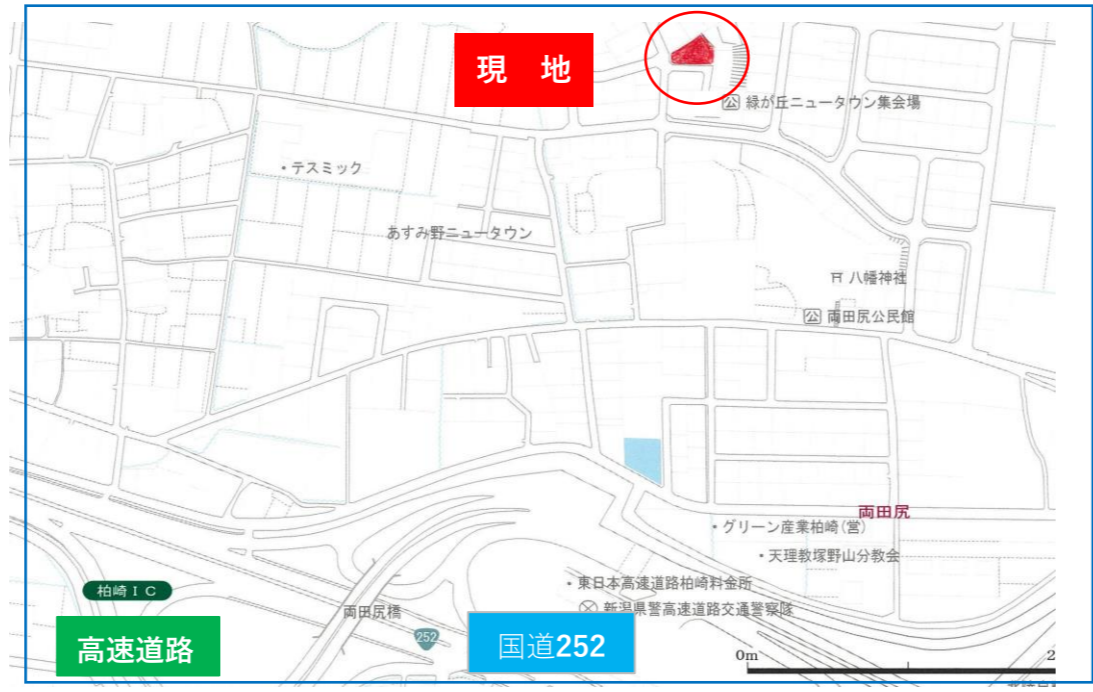 現 地
公 緑が丘ニュータウン集会場
・テスミック
あすみ野ニュータウン
八幡神社
公 両田尻公民館
両田尻
・グリーン産業柏崎(営)
・天理教塚野山分教会
・東日本高速道路柏崎料金所
柏崎IC
両田尻橋
新潟県警高速道路交通警察隊
252
高速道路
国道252
0m
2